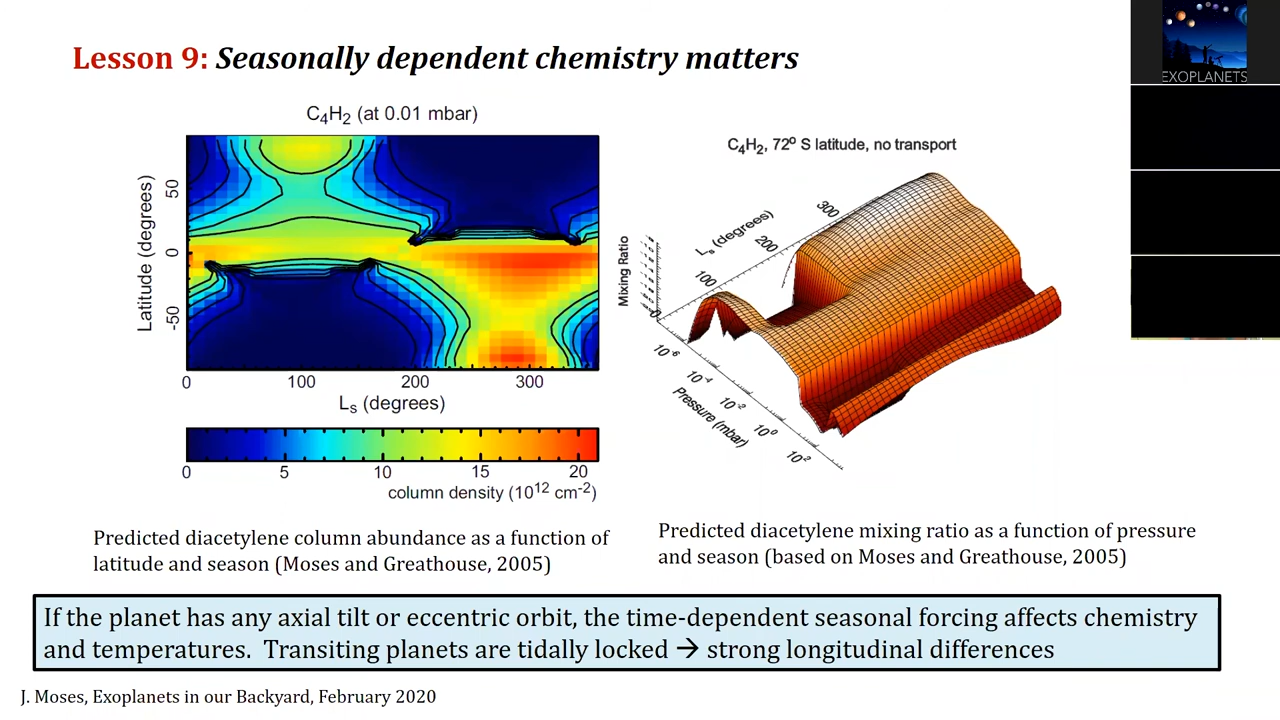 Lesson 9: Seasonally dependent chemistry matters
EXOPLANETS
C4H2 (at 0.01 mbar)
Latitude (degrees)
50
0
-50
0 100 200 300
Ls (degrees)
0 5 10 15 20
column density (10^12 cm^-2)
C4H2, 72° S latitude, no transport
Mixing Ratio
Ls (degrees)
100
200
300
10^-6
10^-4
10^-2
10^0
10^2
Pressure (mbar)
Predicted diacetylene column abundance as a function of
latitude and season (Moses and Greathouse, 2005)
Predicted diacetylene mixing ratio as a function of pressure
and season (based on Moses and Greathouse, 2005)
If the planet has any axial tilt or eccentric orbit, the time-dependent seasonal forcing affects chemistry
and temperatures. Transiting planets are tidally locked → strong longitudinal differences
J. Moses, Exoplanets in our Backyard, February 2020